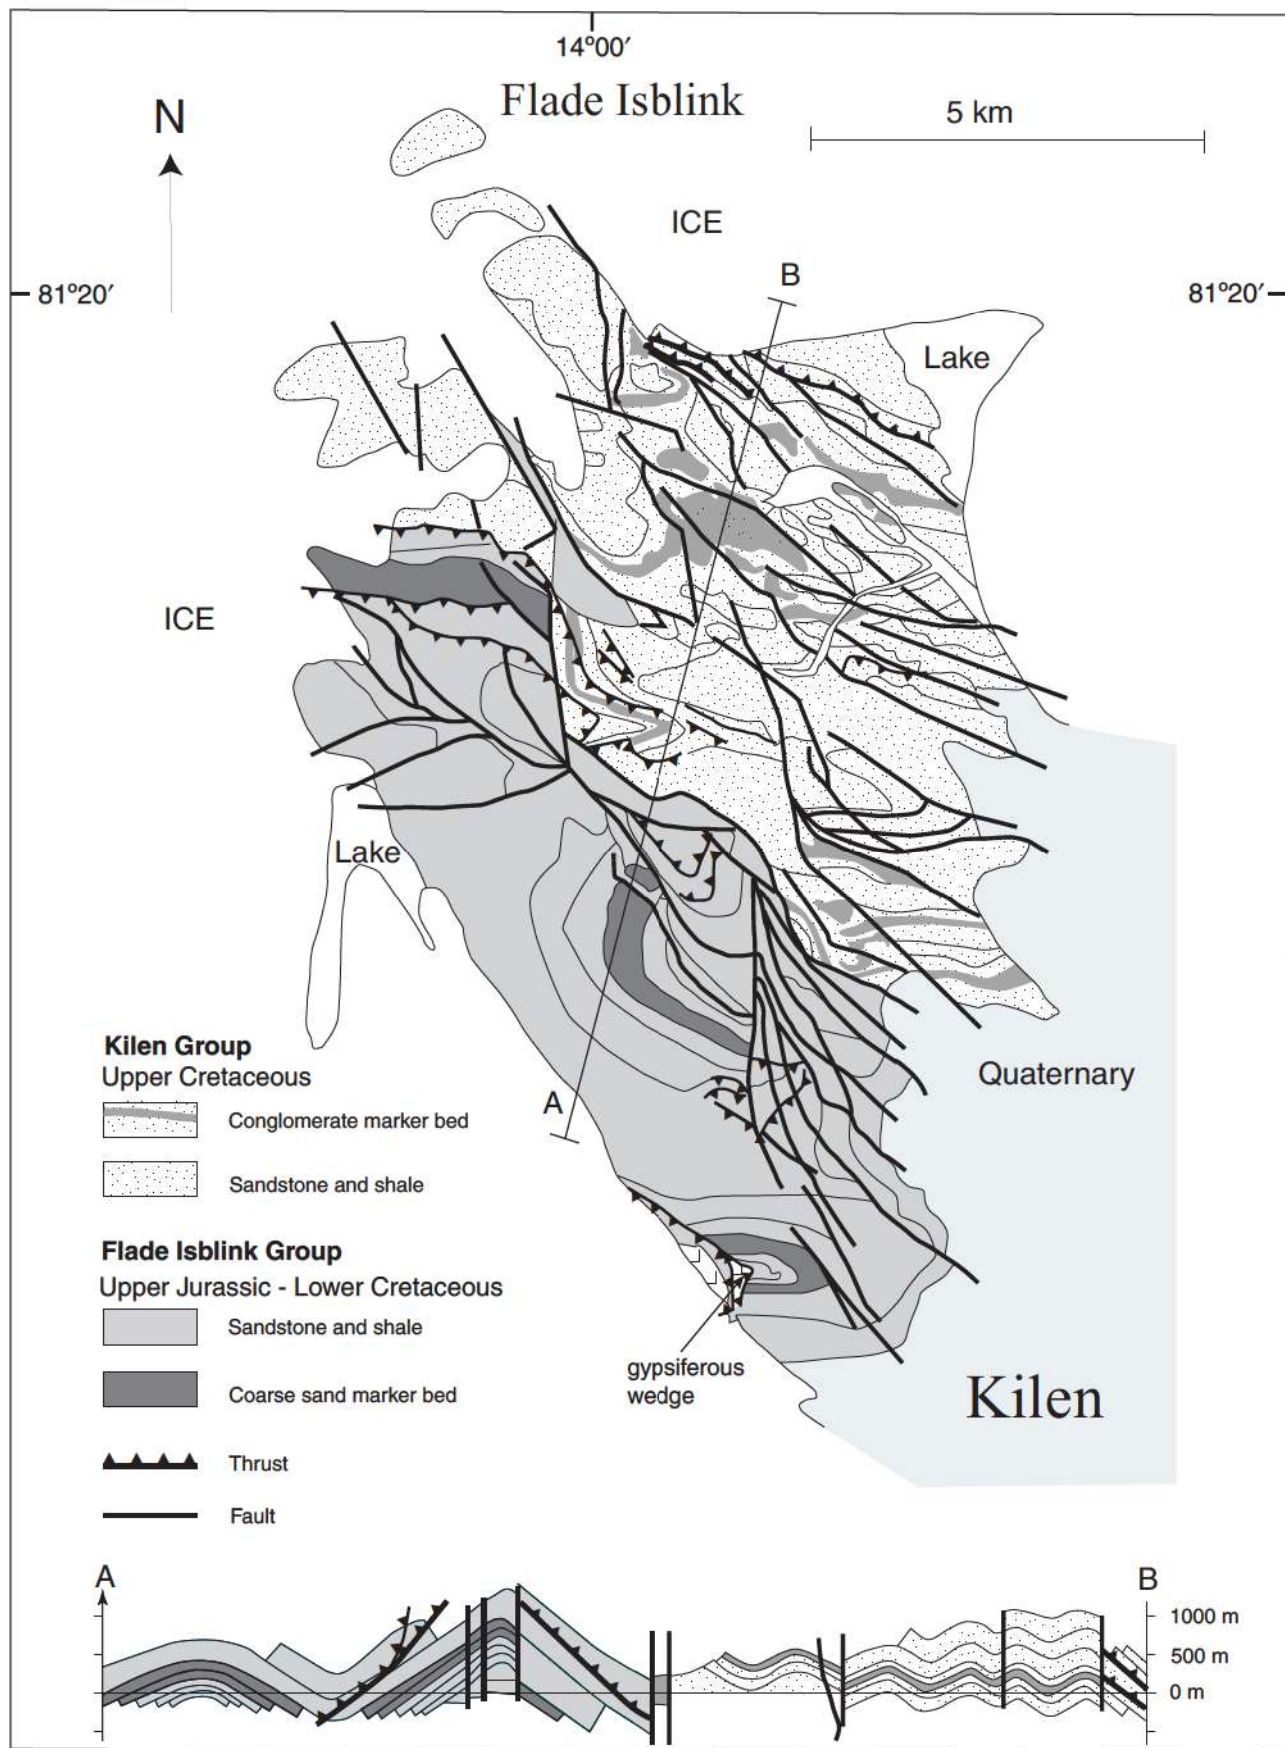 14°00′
Flade Isblink
N
5 km
ICE
B
81°20′
81°20′
Lake
ICE
Lake
A
Quaternary
Kilen Group
Upper Cretaceous
Conglomerate marker bed
Sandstone and shale
Flade Isblink Group
Upper Jurassic - Lower Cretaceous
Sandstone and shale
Coarse sand marker bed
Thrust
Fault
gypsiferous
wedge
Kilen
A
B
1000 m
500 m
0 m